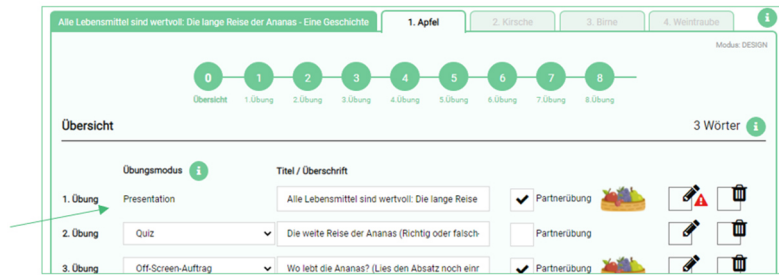 Alle Lebensmittel sind wertvoll: Die lange Reise der Ananas - Eine Geschichte 1. Apfel 2. Kirsche 3. Birne 4. Weintraube i
Modus: DESIGN
0 1 2 3 4 5 6 7 8
Übersicht 1.Übung 2.Übung 3.Übung 4.Übung 5.Übung 6.Übung 7.Übung 8.Übung
Übersicht 3 Wörter i
Übungsmodus i Titel / Überschrift
1. Übung Presentation Alle Lebensmittel sind wertvoll: Die lange Reise Partnerübung
2. Übung Quiz Die weite Reise der Ananas (Richtig oder falsch- Partnerübung
3. Übung Off-Screen-Auftrag Wo lebt die Ananas? (Lies den Absatz noch einr Partnerübung